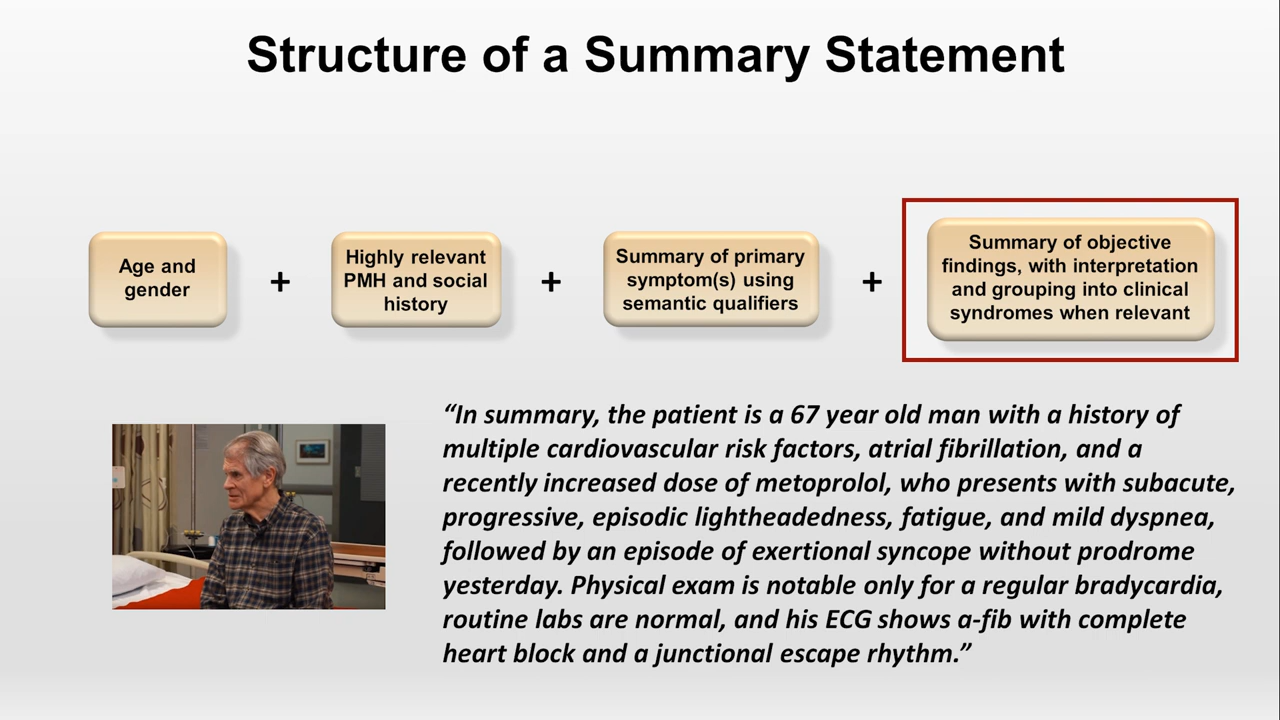 Structure of a Summary Statement
Age and
gender
+
Highly relevant
PMH and social
history
+
Summary of primary
symptom(s) using
semantic qualifiers
+
Summary of objective
findings, with interpretation
and grouping into clinical
syndromes when relevant
“In summary, the patient is a 67 year old man with a history of
multiple cardiovascular risk factors, atrial fibrillation, and a
recently increased dose of metoprolol, who presents with subacute,
progressive, episodic lightheadedness, fatigue, and mild dyspnea,
followed by an episode of exertional syncope without prodrome
yesterday. Physical exam is notable only for a regular bradycardia,
routine labs are normal, and his ECG shows a-fib with complete
heart block and a junctional escape rhythm.”